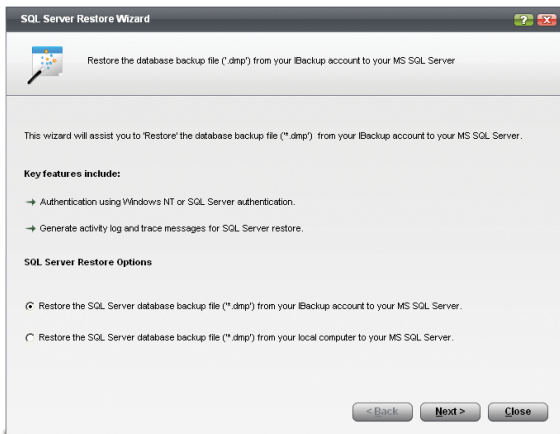 SQL Server Restore Wizard
?
Restore the database backup file ('.dmp') from your IBackup account to your MS SQL Server
This wizard will assist you to 'Restore' the database backup file ('*.dmp') from your IBackup account to your MS SQL Server.
Key features include:
Authentication using Windows NT or SQL Server authentication.
Generate activity log and trace messages for SQL Server restore.
SQL Server Restore Options
Restore the SQL Server database backup file ('*.dmp') from your IBackup account to your MS SQL Server.
Restore the SQL Server database backup file ('*.dmp') from your local computer to your MS SQL Server.
< Back Next > Close